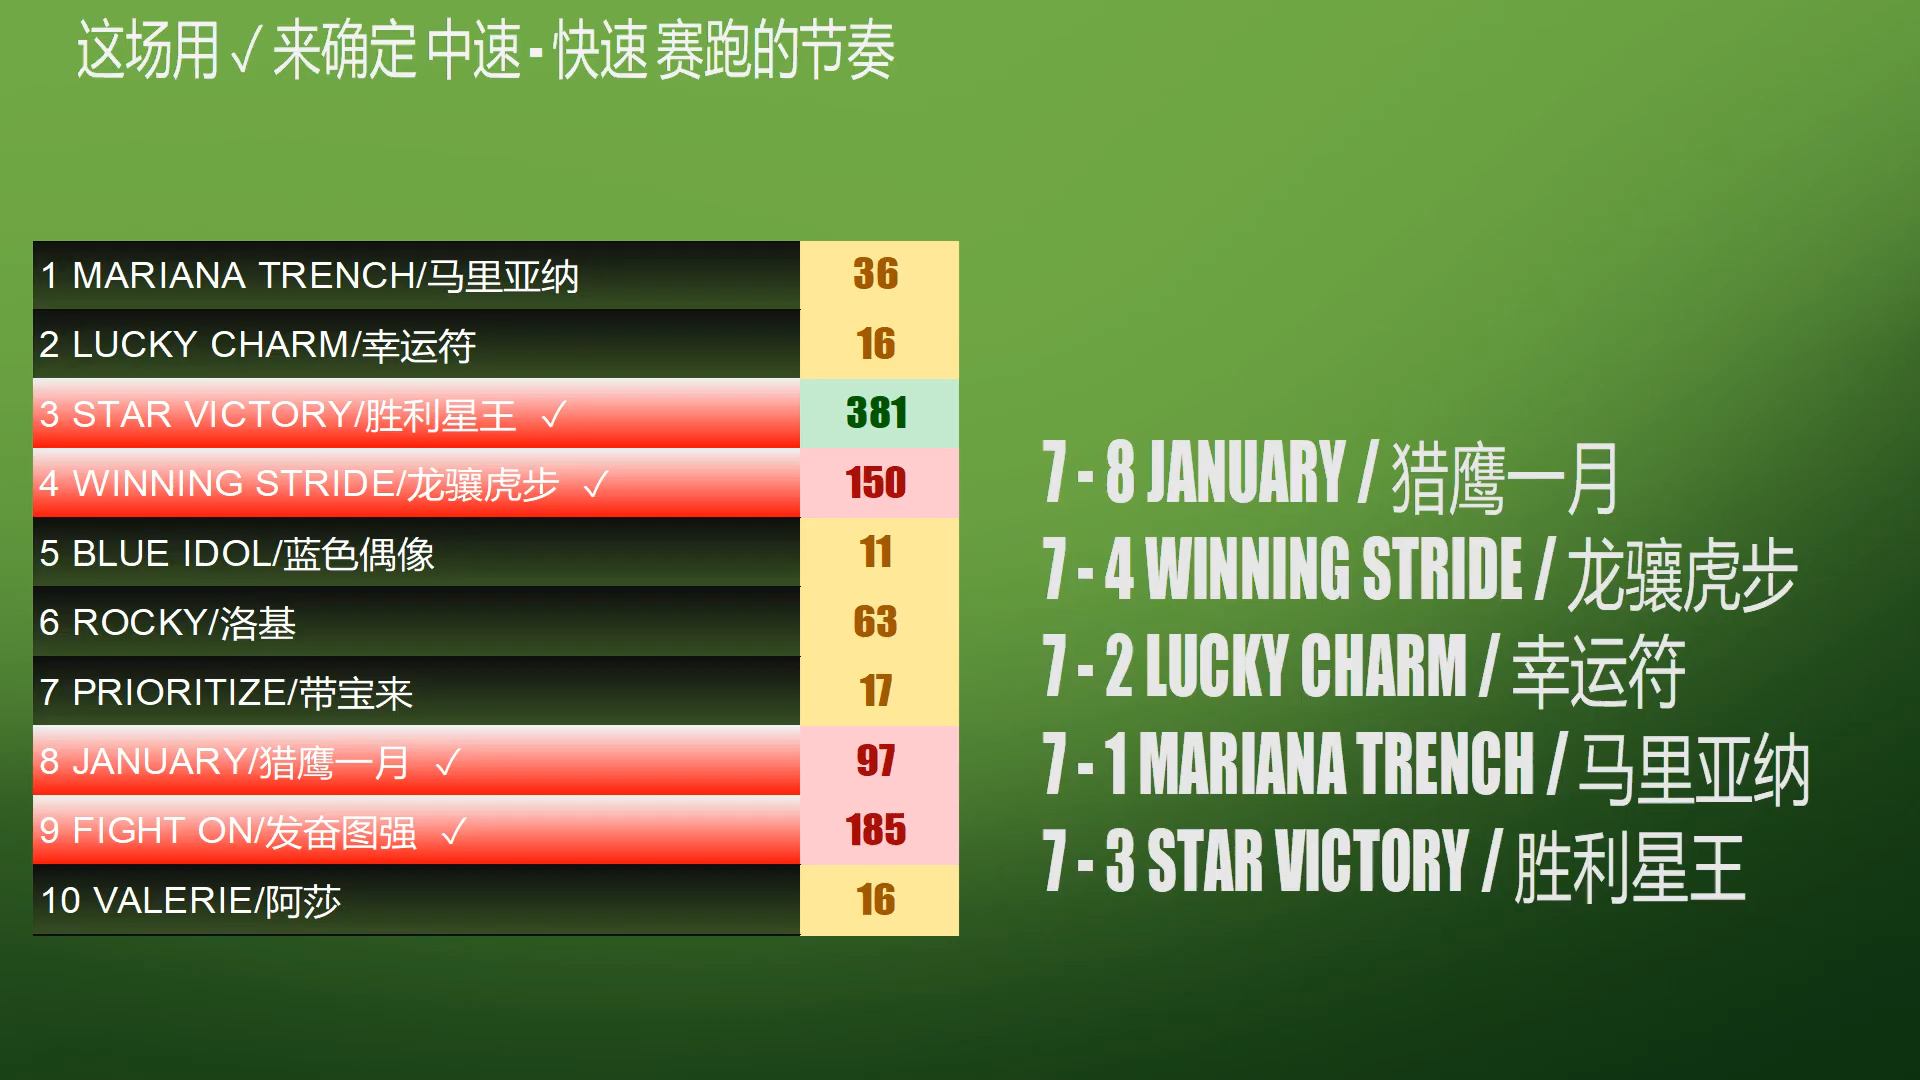 这场用 ✓ 来确定 中速 - 快速 赛跑的节奏
1 MARIANA TRENCH/马里亚纳 36
2 LUCKY CHARM/幸运符 16
3 STAR VICTORY/胜利星王 ✓ 381
4 WINNING STRIDE/龙骧虎步 ✓ 150
5 BLUE IDOL/蓝色偶像 11
6 ROCKY/洛基 63
7 PRIORITIZE/带宝来 17
8 JANUARY/猎鹰一月 ✓ 97
9 FIGHT ON/发奋图强 ✓ 185
10 VALERIE/阿莎 16
7 - 8 JANUARY / 猎鹰一月
7 - 4 WINNING STRIDE / 龙骧虎步
7 - 2 LUCKY CHARM / 幸运符
7 - 1 MARIANA TRENCH / 马里亚纳
7 - 3 STAR VICTORY / 胜利星王